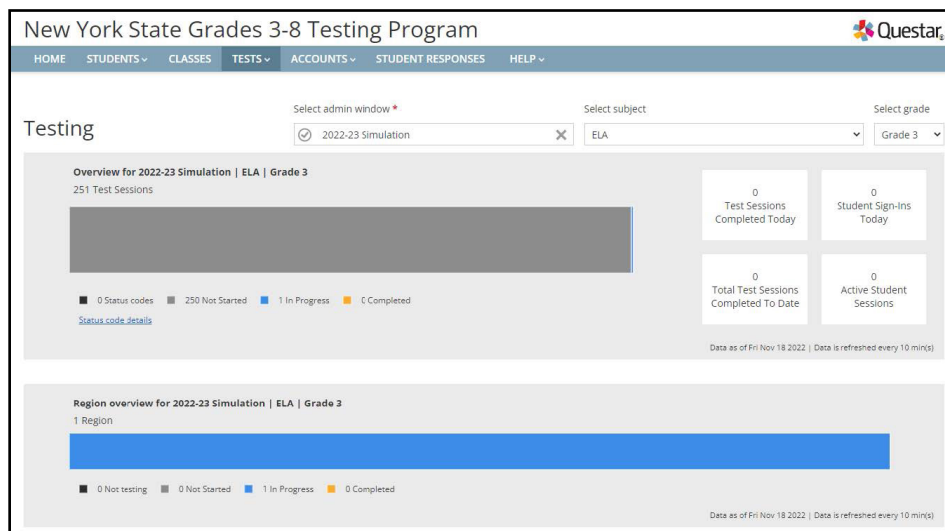 New York State Grades 3-8 Testing Program
Questar
HOME STUDENTS CLASSES TESTS ACCOUNTS STUDENT RESPONSES HELP
Testing
Select admin window *
2022-23 Simulation
Select subject
ELA
Select grade
Grade 3
Overview for 2022-23 Simulation | ELA | Grade 3
251 Test Sessions
0 Status codes 250 Not Started 1 In Progress 0 Completed
Status code details
0
Test Sessions
Completed Today
0
Student Sign-Ins
Today
0
Total Test Sessions
Completed To Date
0
Active Student
Sessions
Data as of Fri Nov 18 2022 | Data is refreshed every 10 min(s)
Region overview for 2022-23 Simulation | ELA | Grade 3
1 Region
0 Not testing 0 Not Started 1 In Progress 0 Completed
Data as of Fri Nov 18 2022 | Data is refreshed every 10 min(s)